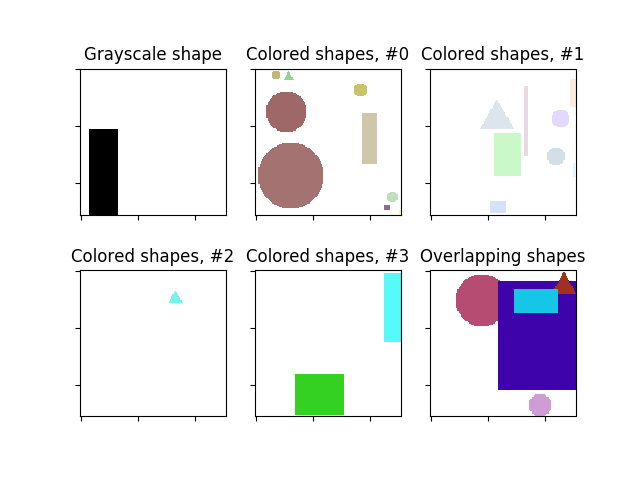 Grayscale shape
Colored shapes, #0
Colored shapes, #1
Colored shapes, #2
Colored shapes, #3
Overlapping shapes